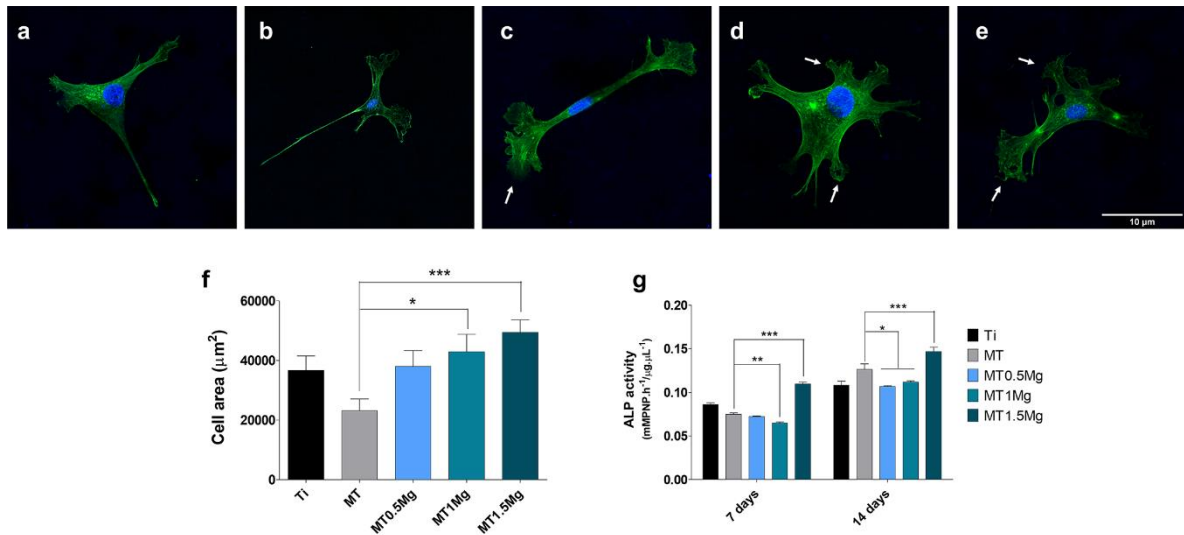 a
b
c
d
e
10 μm
f
Cell area (μm²)
60000
40000
20000
0
***
*
Ti
MT
MT0.5Mg
MT1Mg
MT1.5Mg
g
ALP activity
(mMPNP.h⁻¹/μg.μL⁻¹)
0.20
0.15
0.10
0.05
0.00
***
**
***
*
7 days
14 days
Ti
MT
MT0.5Mg
MT1Mg
MT1.5Mg